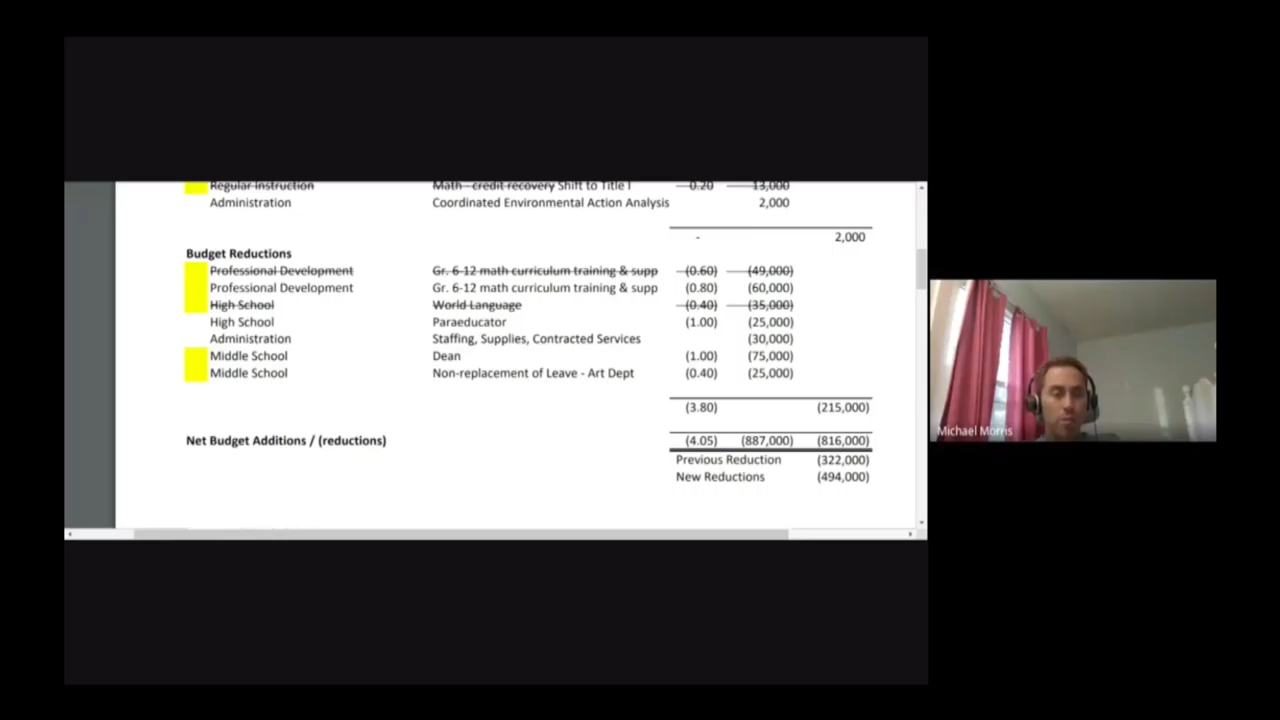 Regular Instruction Math - credit recovery Shift to Title I 0.20 13,000
Administration Coordinated Environmental Action Analysis 2,000
- 2,000
Budget Reductions
Professional Development Gr. 6-12 math curriculum training & supp (0.60) (49,000)
Professional Development Gr. 6-12 math curriculum training & supp (0.80) (60,000)
High School World Language (0.40) (35,000)
High School Paraeducator (1.00) (25,000)
Administration Staffing, Supplies, Contracted Services (30,000)
Middle School Dean (1.00) (75,000)
Middle School Non-replacement of Leave - Art Dept (0.40) (25,000)
(3.80) (215,000)
Net Budget Additions / (reductions) (4.05) (887,000) (816,000)
Previous Reduction (322,000)
New Reductions (494,000)
Michael Morris